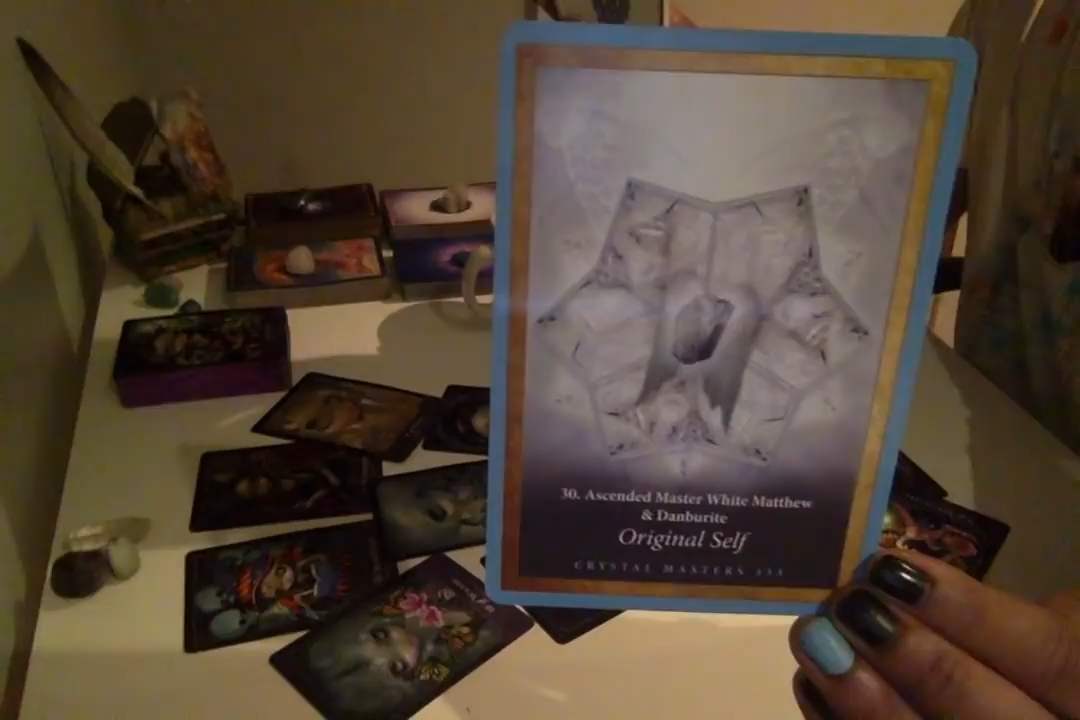 30. Ascended Master White Matthew
& Danburite
Original Self
CRYSTAL MASTERS 333